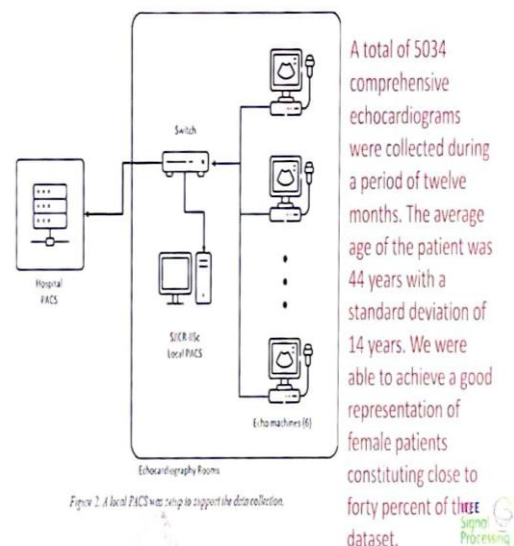 Switch
Hospital
PACS
SJICR-IISc
Local PACS
Echo machines (6)
Echocardiography Rooms
Figure 2. A local PACS was setup to support the data collection.
A total of 5034
comprehensive
echocardiograms
were collected during
a period of twelve
months. The average
age of the patient was
44 years with a
standard deviation of
14 years. We were
able to achieve a good
representation of
female patients
constituting close to
forty percent of the
dataset.
IEEE
Signal
Processing